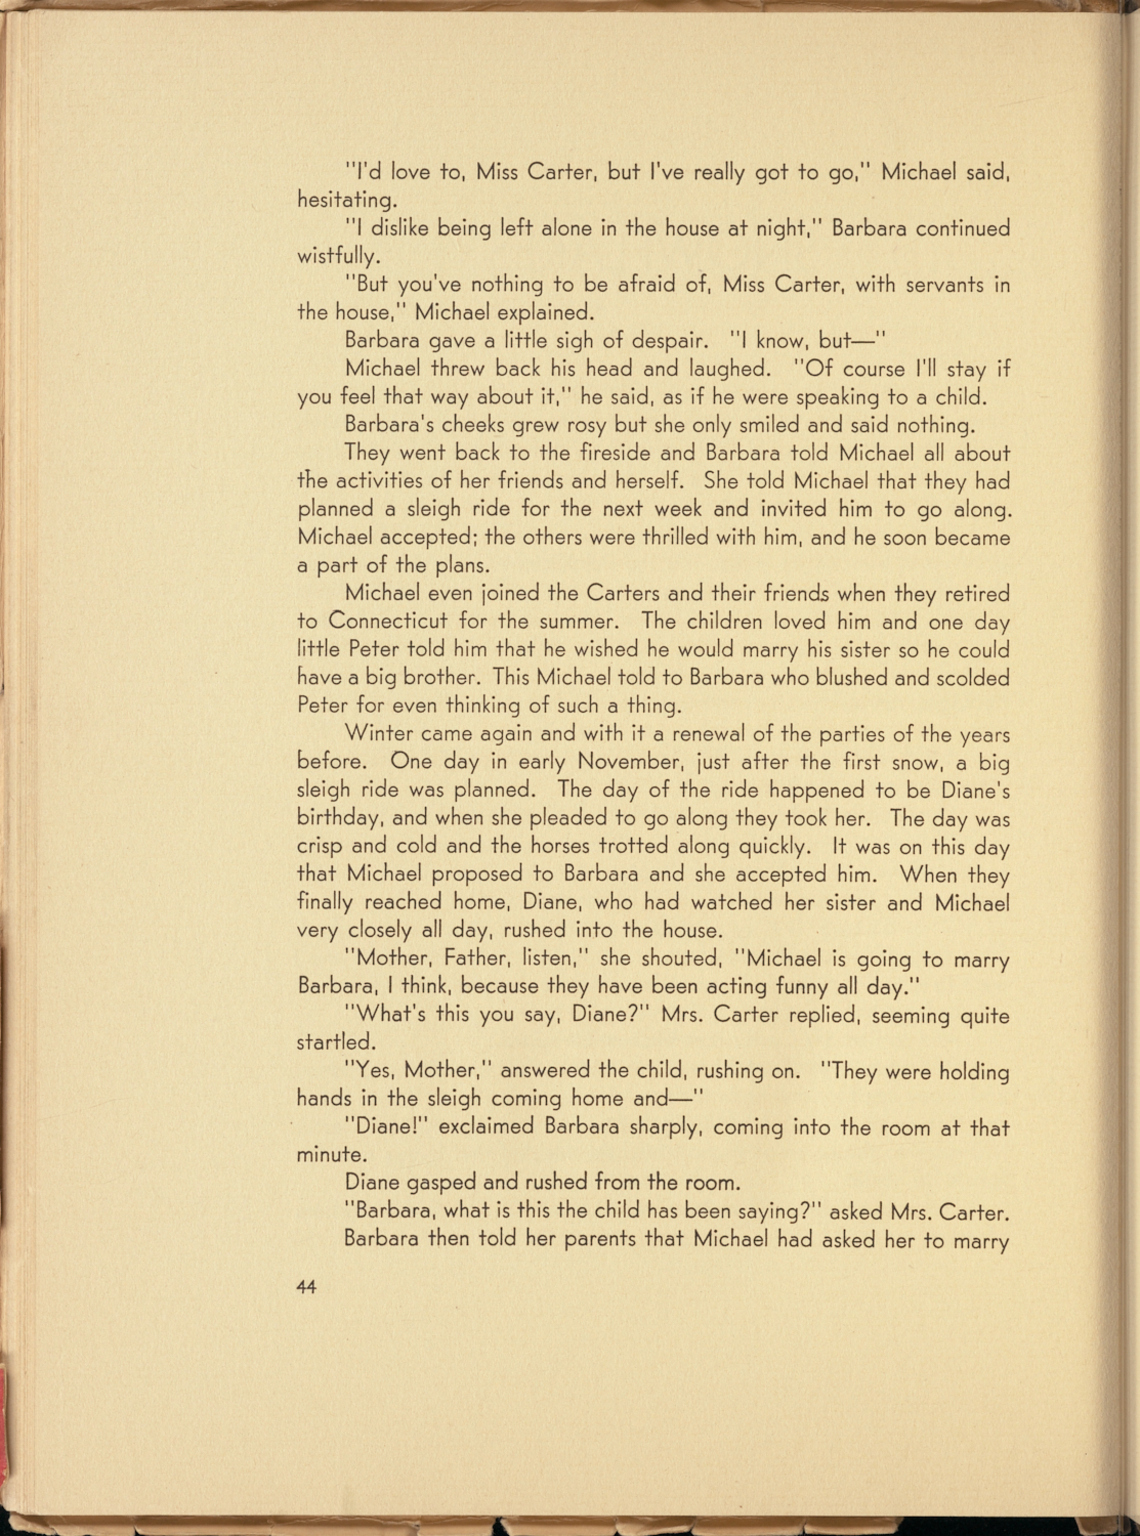 "I'd love to, Miss Carter, but I've really got to go," Michael said,
hesitating.
"I dislike being left alone in the house at night," Barbara continued
wistfully.
"But you've nothing to be afraid of, Miss Carter, with servants in
the house," Michael explained.
Barbara gave a little sigh of despair. "I know, but—"
Michael threw back his head and laughed. "Of course I'll stay if
you feel that way about it," he said, as if he were speaking to a child.
Barbara's cheeks grew rosy but she only smiled and said nothing.
They went back to the fireside and Barbara told Michael all about
the activities of her friends and herself. She told Michael that they had
planned a sleigh ride for the next week and invited him to go along.
Michael accepted; the others were thrilled with him, and he soon became
a part of the plans.
Michael even joined the Carters and their friends when they retired
to Connecticut for the summer. The children loved him and one day
little Peter told him that he wished he would marry his sister so he could
have a big brother. This Michael told to Barbara who blushed and scolded
Peter for even thinking of such a thing.
Winter came again and with it a renewal of the parties of the years
before. One day in early November, just after the first snow, a big
sleigh ride was planned. The day of the ride happened to be Diane's
birthday, and when she pleaded to go along they took her. The day was
crisp and cold and the horses trotted along quickly. It was on this day
that Michael proposed to Barbara and she accepted him. When they
finally reached home, Diane, who had watched her sister and Michael
very closely all day, rushed into the house.
"Mother, Father, listen," she shouted, "Michael is going to marry
Barbara, I think, because they have been acting funny all day."
"What's this you say, Diane?" Mrs. Carter replied, seeming quite
startled.
"Yes, Mother," answered the child, rushing on. "They were holding
hands in the sleigh coming home and—"
"Diane!" exclaimed Barbara sharply, coming into the room at that
minute.
Diane gasped and rushed from the room.
"Barbara, what is this the child has been saying?" asked Mrs. Carter.
Barbara then told her parents that Michael had asked her to marry
44